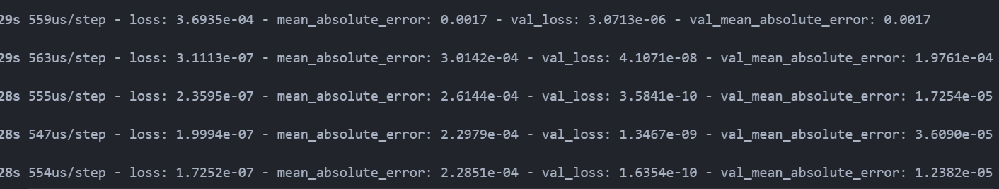 29s 559us/step - loss: 3.6935e-04 - mean_absolute_error: 0.0017 - val_loss: 3.0713e-06 - val_mean_absolute_error: 0.0017
29s 563us/step - loss: 3.1113e-07 - mean_absolute_error: 3.0142e-04 - val_loss: 4.1071e-08 - val_mean_absolute_error: 1.9761e-04
28s 555us/step - loss: 2.3595e-07 - mean_absolute_error: 2.6144e-04 - val_loss: 3.5841e-10 - val_mean_absolute_error: 1.7254e-05
28s 547us/step - loss: 1.9994e-07 - mean_absolute_error: 2.2979e-04 - val_loss: 1.3467e-09 - val_mean_absolute_error: 3.6090e-05
28s 554us/step - loss: 1.7252e-07 - mean_absolute_error: 2.2851e-04 - val_loss: 1.6354e-10 - val_mean_absolute_error: 1.2382e-05